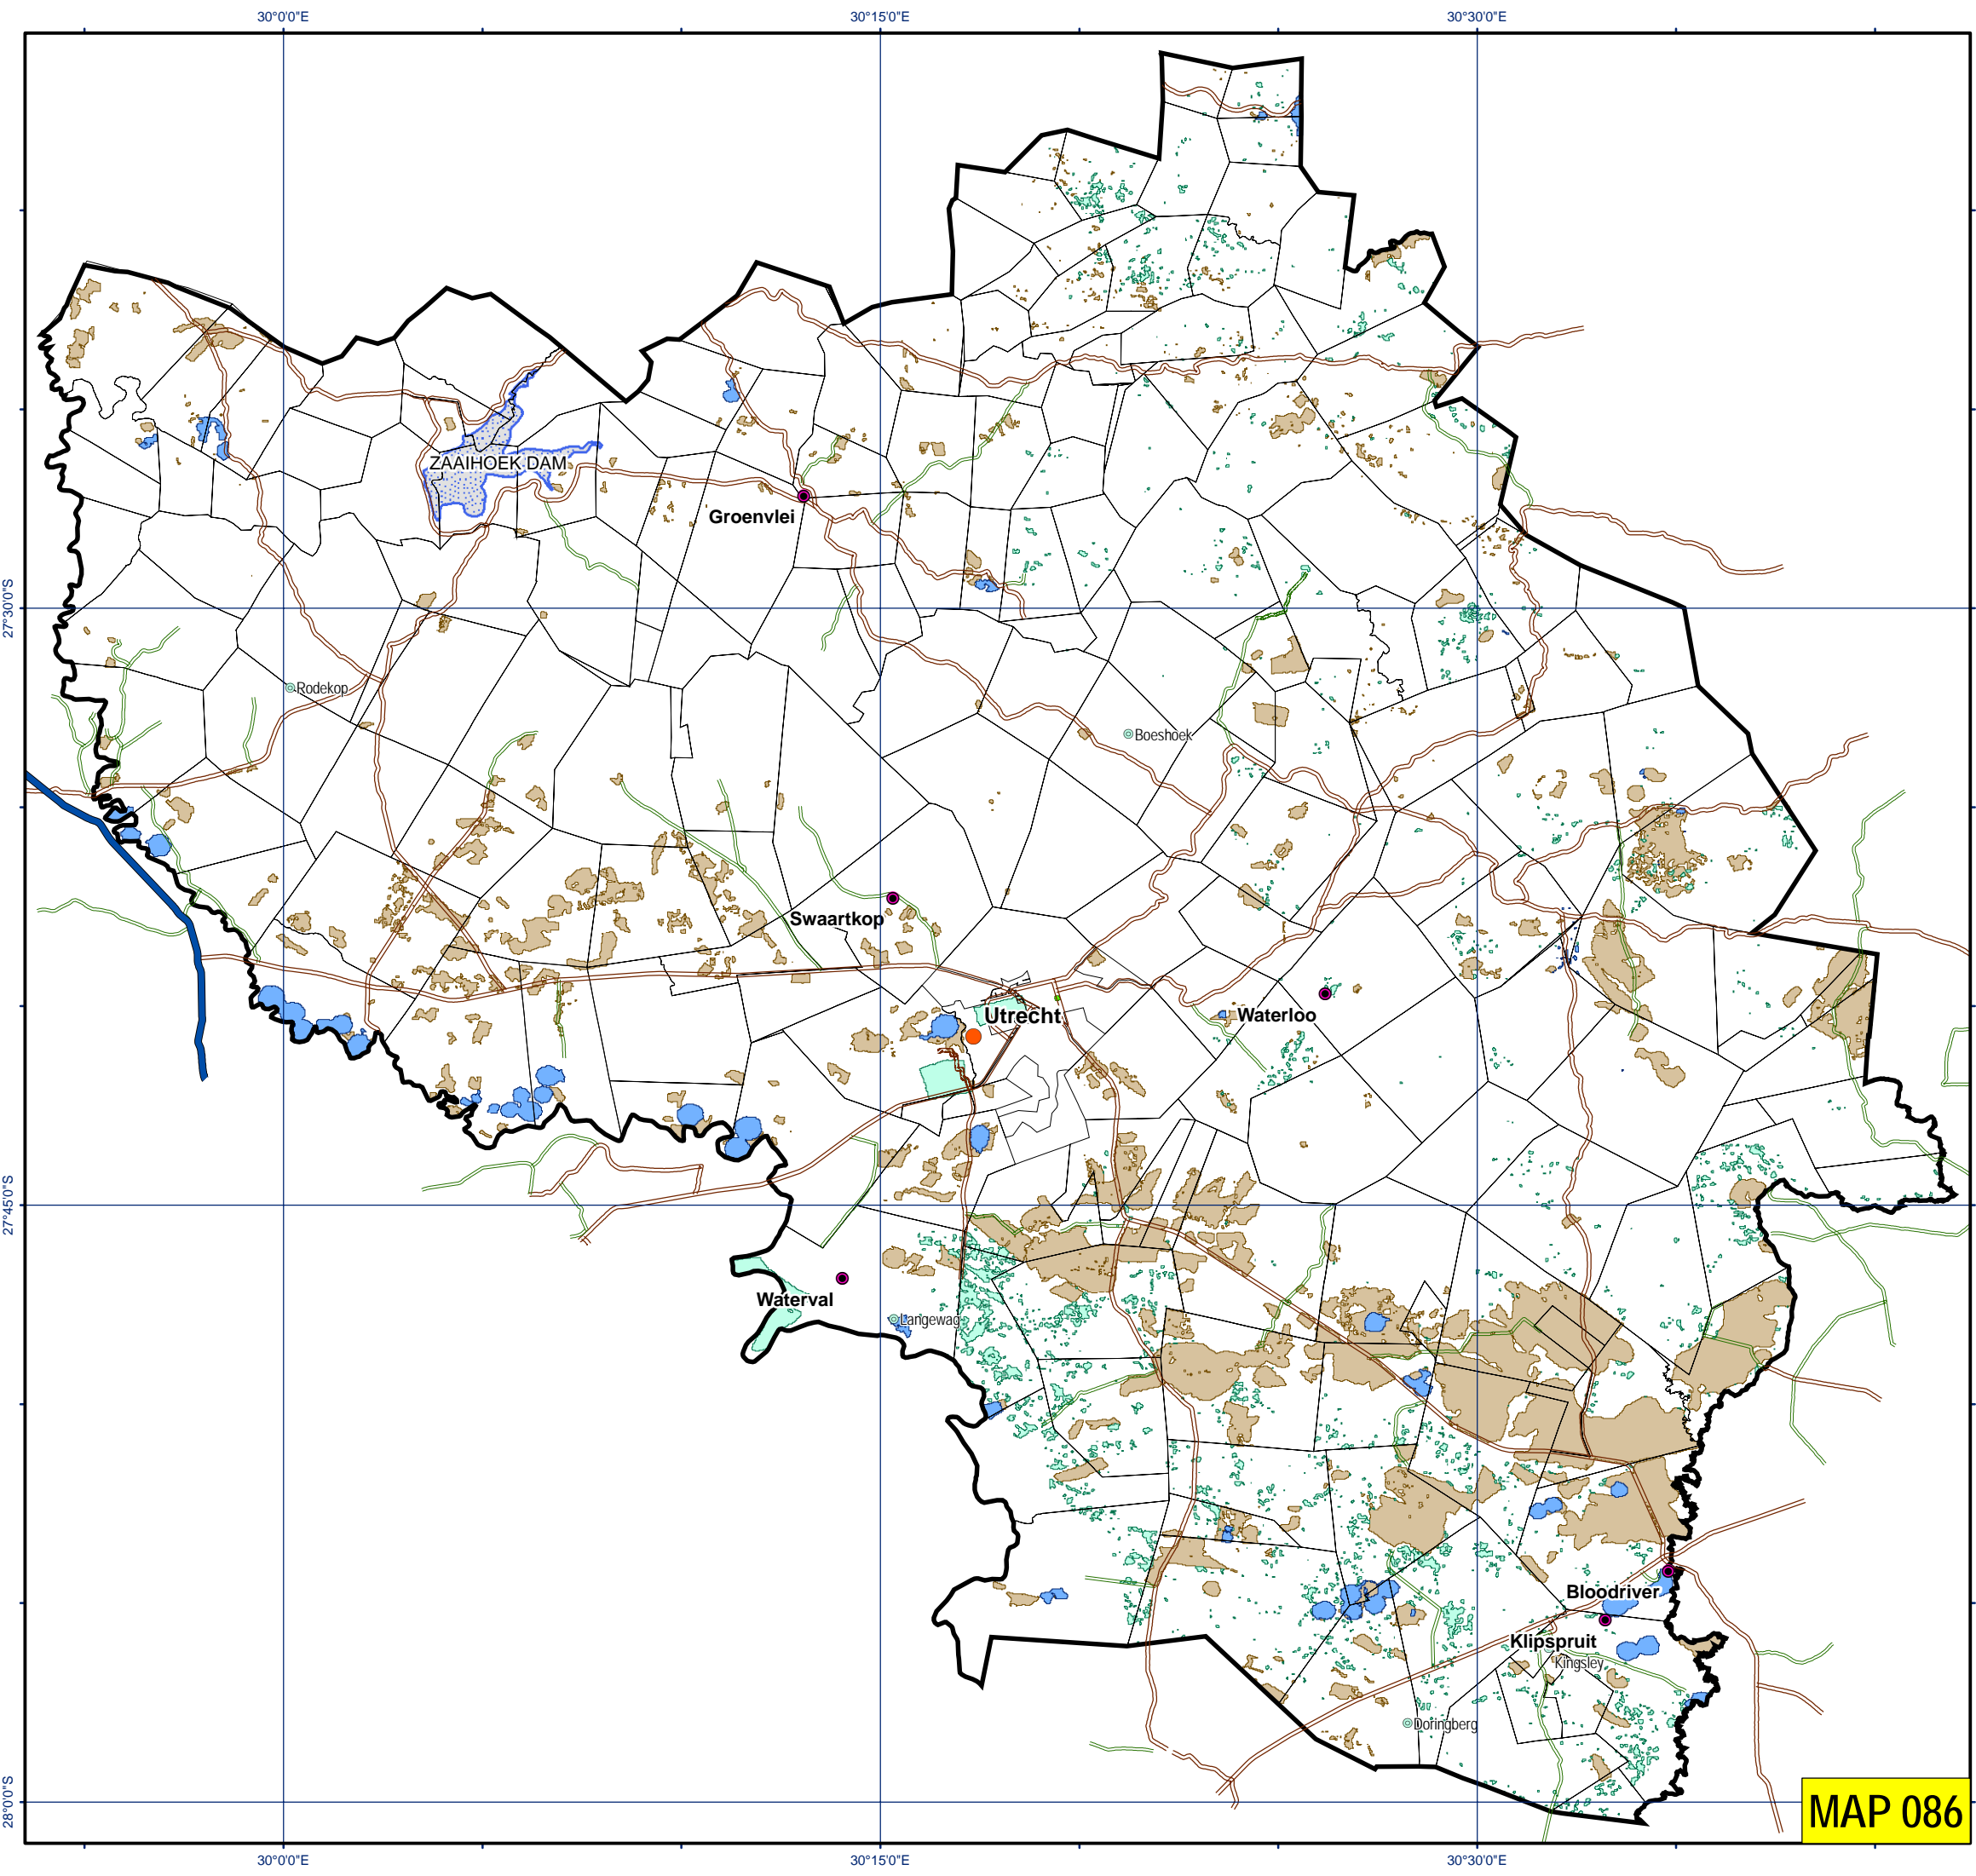 30°0'0"E
30°15'0"E
30°30'0"E
ZAAIHOEK DAM
Groenvlei
27°30'0"S
Rodekop
Boeshoek
Swaartkop
Utrecht
Waterloo
27°45'0"S
Waterval
Langewag
Bloodriver
Klipspruit
Kingsley
Doringberg
28°0'0"S
MAP 086
30°0'0"E
30°15'0"E
30°30'0"E